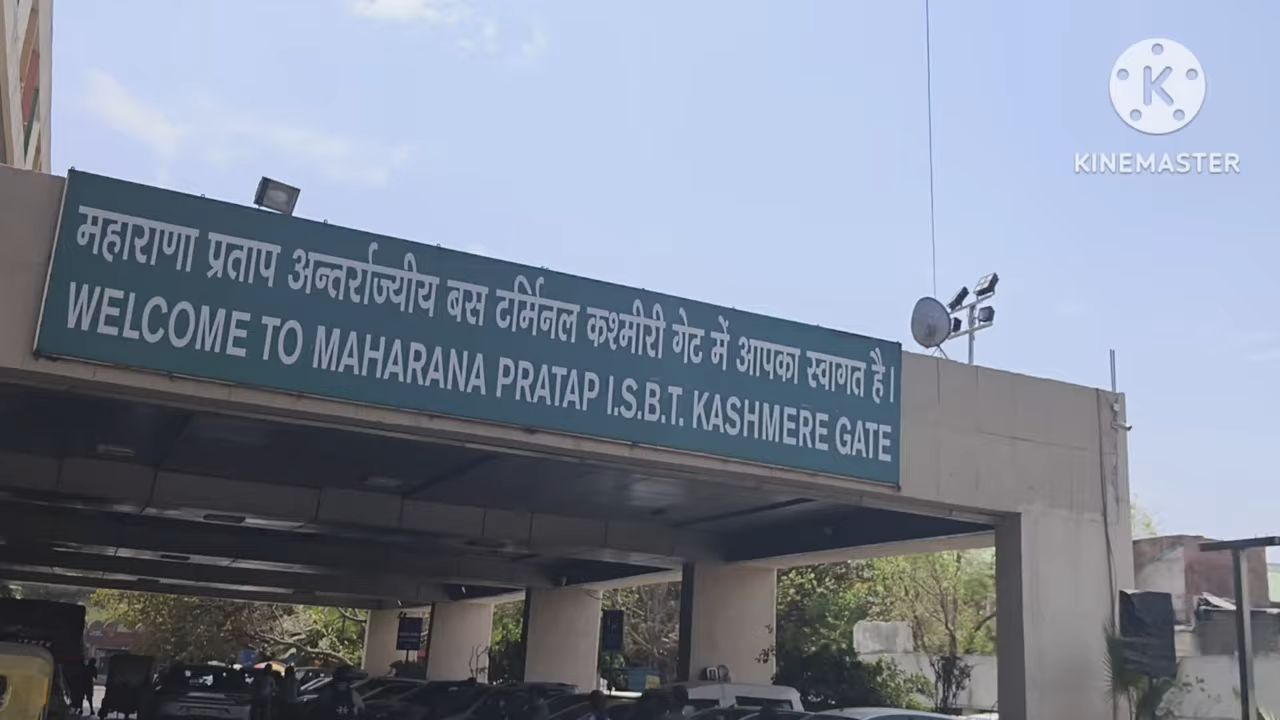 महाराणा प्रताप अन्तर्राज्यीय बस टर्मिनल कश्मीरी गेट में आपका स्वागत है।
WELCOME TO MAHARANA PRATAP I.S.B.T. KASHMERE GATE
K
KINEMASTER